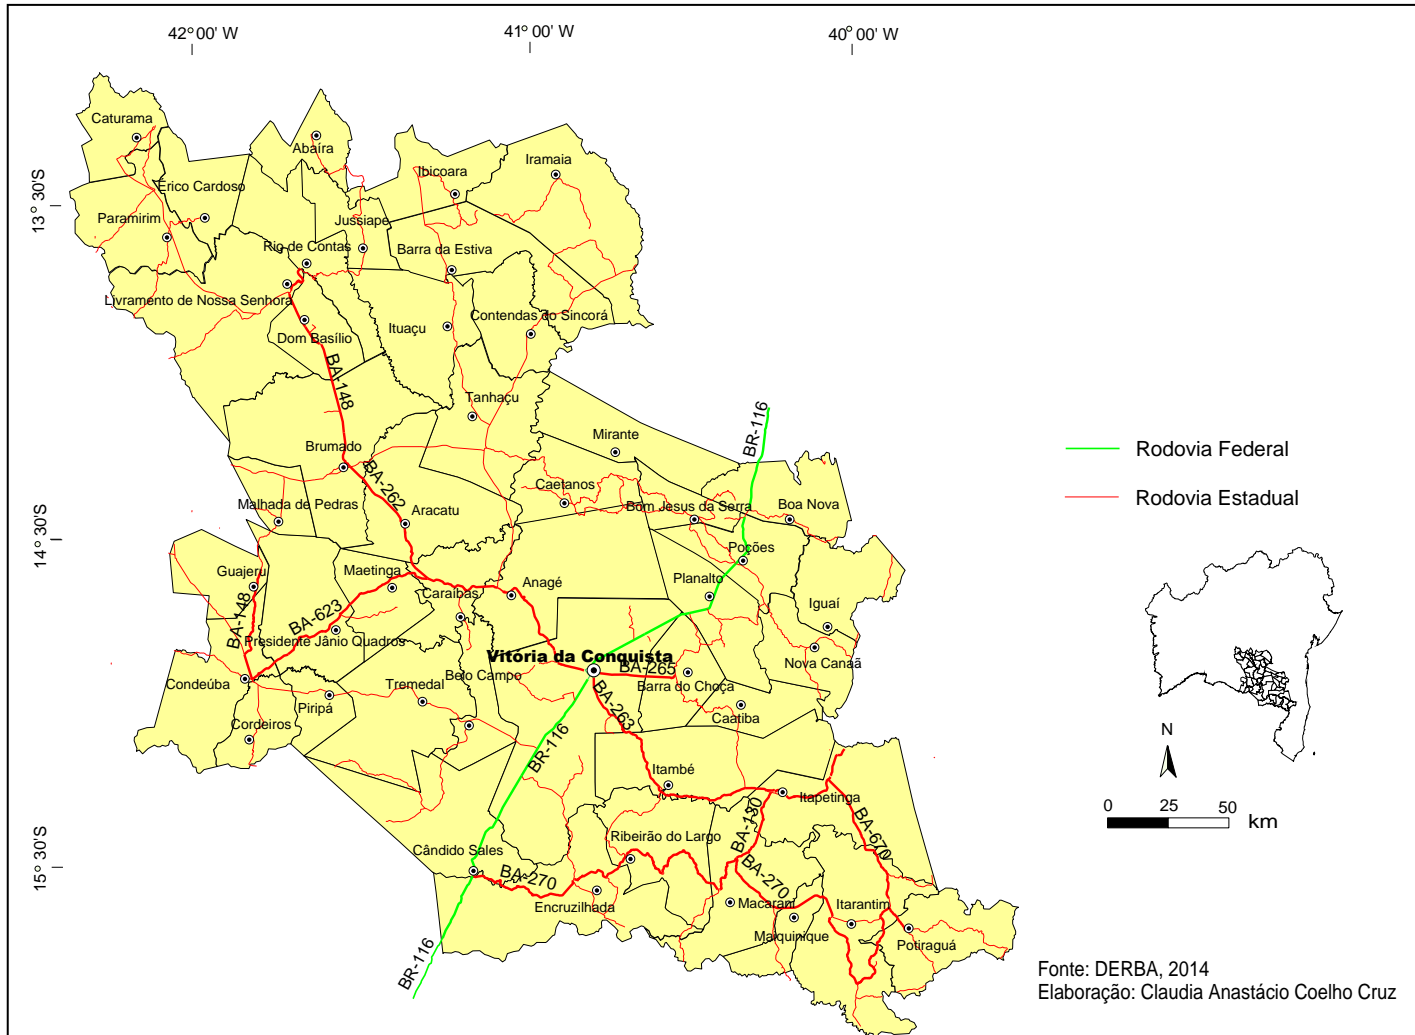 42° 00' W
41° 00' W
40° 00' W
13° 30'S
14° 30'S
15° 30'S
Caturama
Abaíra
Érico Cardoso
Ibicoara
Iramaia
Paramirim
Jussiape
Rio de Contas
Barra da Estiva
Livramento de Nossa Senhora
Dom Basílio
Ituaçu
Contendas do Sincorá
BA-148
Tanhaçu
BR-116
Mirante
Brumado
BA-262
Caetanos
Malhada de Pedras
Aracatu
Bom Jesus da Serra
Boa Nova
Poções
Guajeru
Maetinga
Anagé
Planalto
Caraíbas
Iguaí
BA-148
BA-623
Presidente Jânio Quadros
Vitória da Conquista
BA-265
Nova Canaã
Condeúba
Tremedal
Belo Campo
Barra do Choça
Piripá
BA-263
Caatiba
Cordeiros
BR-116
Itambé
Itapetinga
BA-130
BA-670
Ribeirão do Largo
Cândido Sales
BA-270
BA-270
Encruzilhada
Macarani
Itarantim
Maiquinique
Potiraguá
BR-116
Rodovia Federal
Rodovia Estadual
N
0 25 50 km
Fonte: DERBA, 2014
Elaboração: Claudia Anastácio Coelho Cruz